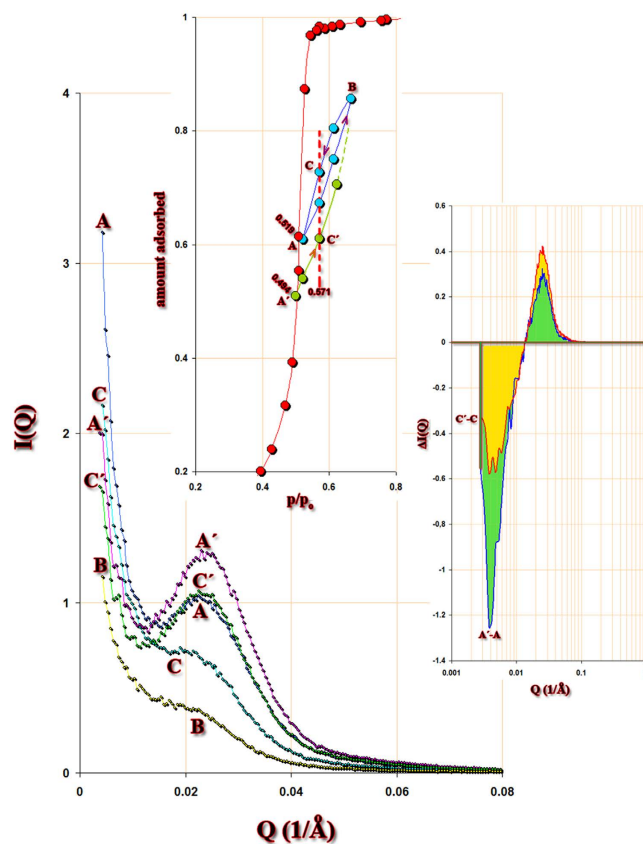 I(Q)
4
3
2
1
0
0
0.02
0.04
0.06
0.08
Q (1/Å)
A
C
A´
C´
B
A´
C´
A
C
B
amount adsorbed
1
0.8
0.6
0.4
0.2
0.2
0.4
0.6
0.8
p/p₀
B
C
0.519
A
C´
0.494
A´
0.571
ΔI(Q)
0.6
0.4
0.2
0
-0.2
-0.4
-0.6
-0.8
-1
-1.2
-1.4
C´-C
A´-A
0.001
0.01
0.1
Q (1/Å)